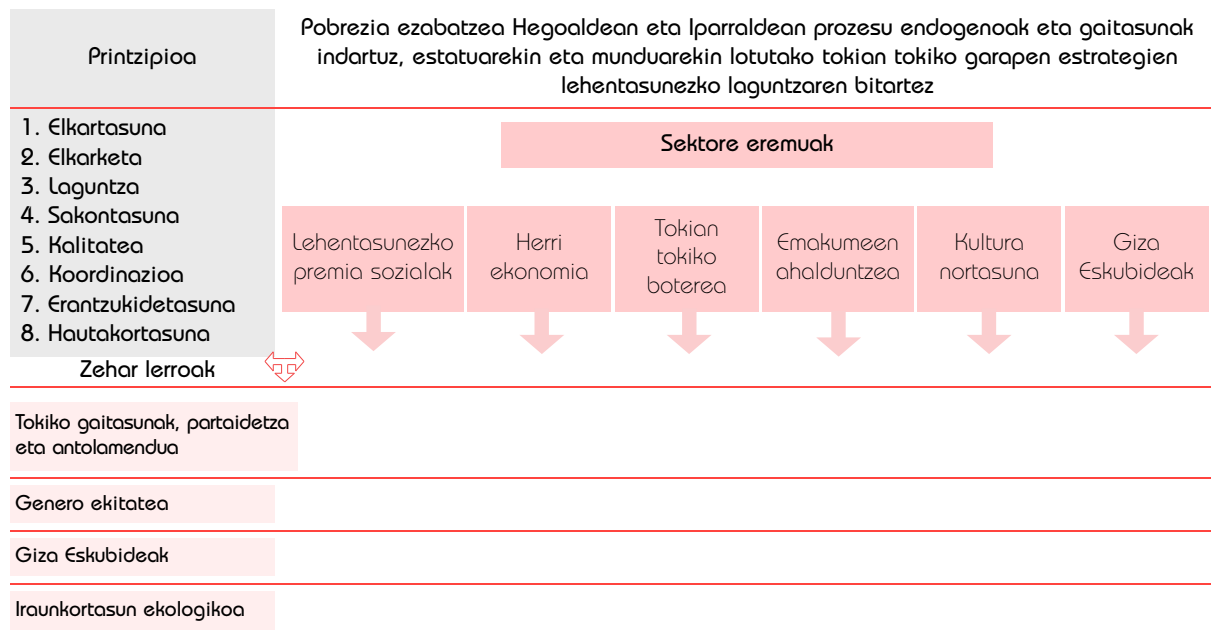 Printzipioa
Pobrezia ezabatzea Hegoaldean eta Iparraldean prozesu endogenoak eta gaitasunak
indartuz, estatuarekin eta munduarekin lotutako tokian tokiko garapen estrategien
lehentasunezko laguntzaren bitartez
1. Elkartasuna
2. Elkarketa
3. Laguntza
4. Sakontasuna
5. Kalitatea
6. Koordinazioa
7. Erantzukidetasuna
8. Hautakortasuna
Sektore eremuak
Lehentasunezko
premia sozialak
Herri
ekonomia
Tokian
tokiko
boterea
Emakumeen
ahalduntzea
Kultura
nortasuna
Giza
Eskubideak
Zehar lerroak
Tokiko gaitasunak, partaidetza
eta antolamendua
Genero ekitatea
Giza Eskubideak
Iraunkortasun ekologikoa